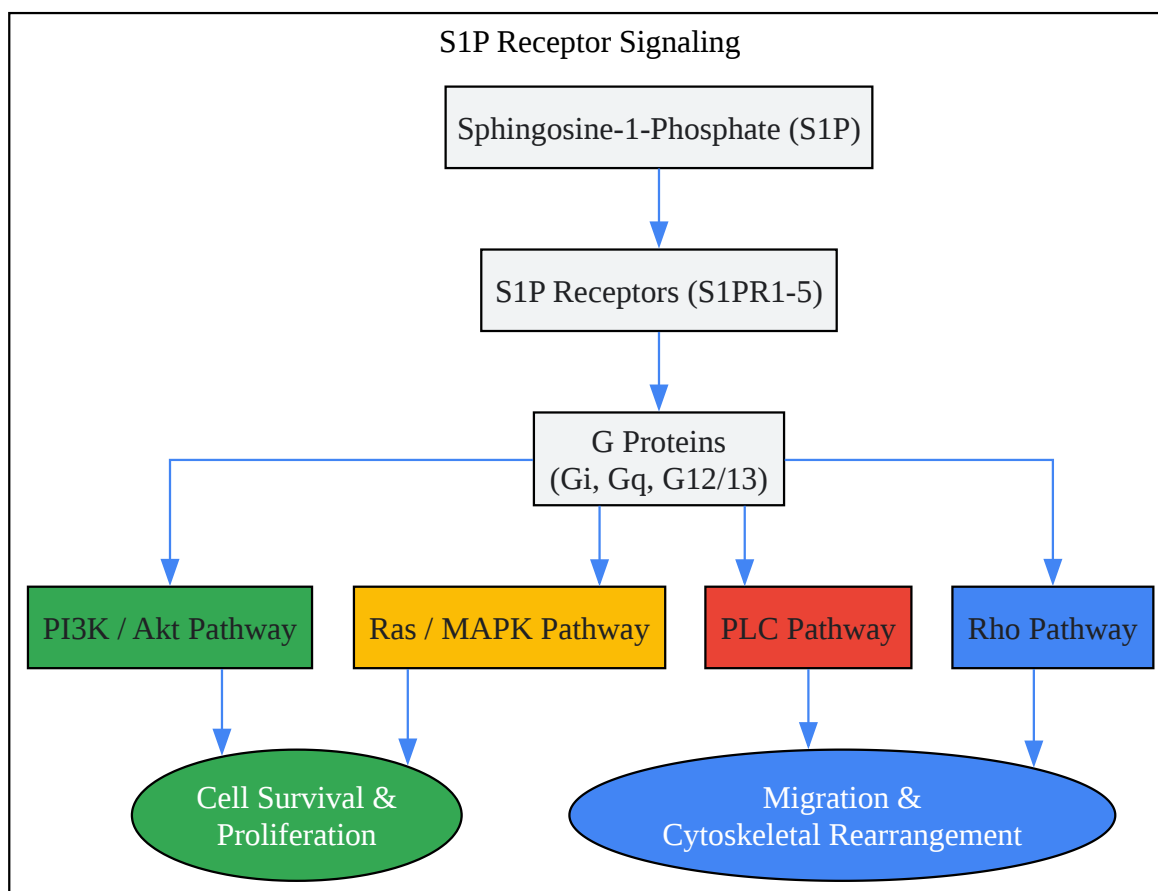 S1P Receptor Signaling
Sphingosine-1-Phosphate (S1P)
S1P Receptors (S1PR1-5)
G Proteins
(Gi, Gq, G12/13)
PI3K / Akt Pathway
Ras / MAPK Pathway
PLC Pathway
Rho Pathway
Cell Survival &
Proliferation
Migration &
Cytoskeletal Rearrangement